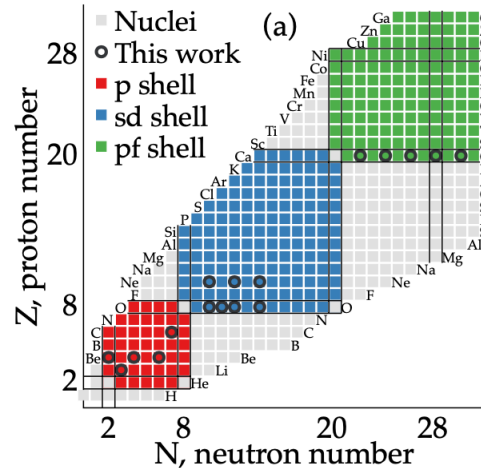 (a)
Nuclei
This work
p shell
sd shell
pf shell
Z, proton number
28
20
8
2
Ga
Zn
Cu
Ni
Co
Fe
Mn
Cr
V
Ti
Sc
Ca
K
Ar
Cl
S
P
Si
Al
Mg
Na
Ne
F
O
N
C
B
Be
H
He
Li
Be
B
C
N
O
F
Ne
Na
Mg
Al
2
8
20
28
N, neutron number